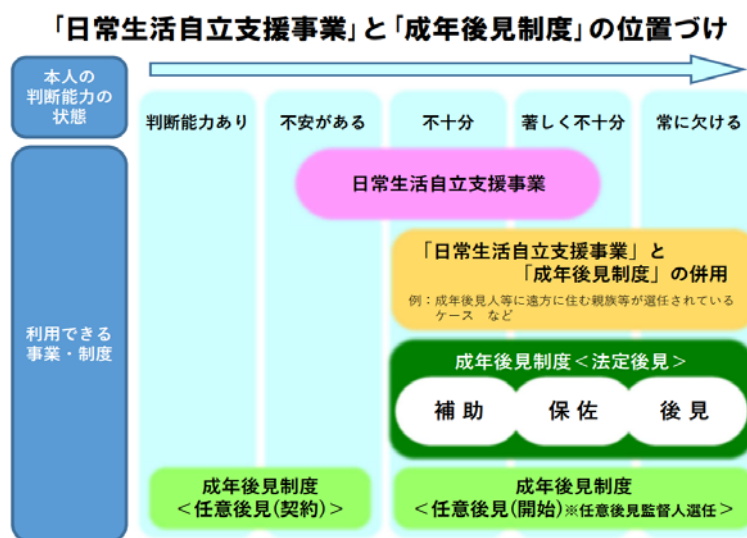 「日常生活自立支援事業」と「成年後見制度」の位置づけ
本人の
判断能力の
状態
判断能力あり 不安がある 不十分 著しく不十分 常に欠ける
利用できる
事業・制度
日常生活自立支援事業
「日常生活自立支援事業」と
「成年後見制度」の併用
例：成年後見人等に遠方に住む親族等が選任されている
ケース など
成年後見制度＜法定後見＞
補助 保佐 後見
成年後見制度
＜任意後見(契約)＞
成年後見制度
＜任意後見(開始)※任意後見監督人選任＞